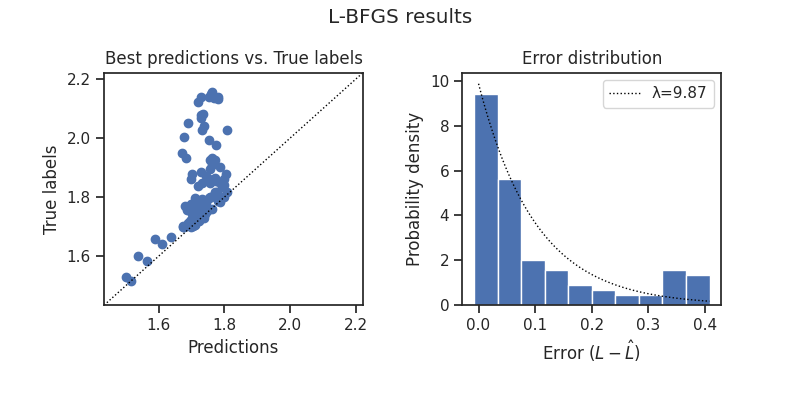 L-BFGS results
Best predictions vs. True labels
True labels
2.2
2.0
1.8
1.6
1.6 1.8 2.0 2.2
Predictions
Error distribution
λ=9.87
Probability density
10
8
6
4
2
0
0.0 0.1 0.2 0.3 0.4
Error (L − L̂)